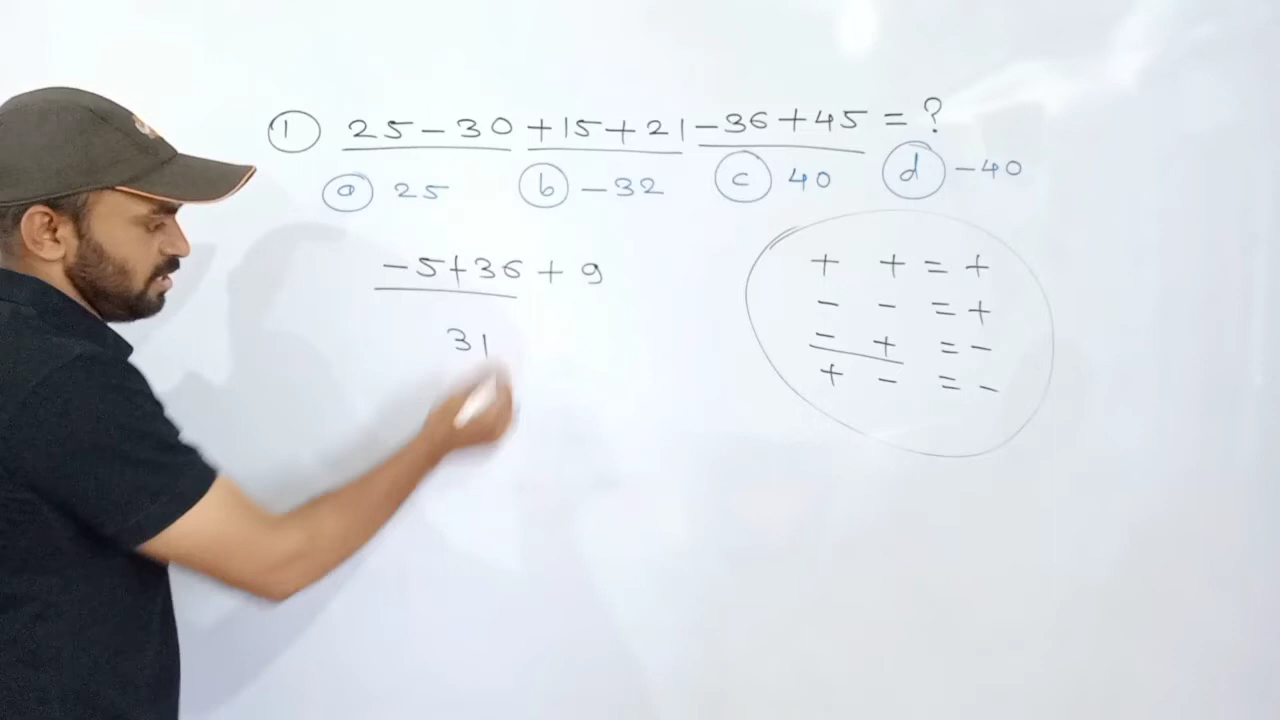 1 25-30+15+21-36+45 = ?
a 25 b -32 c 40 d -40
-5+36+9
31
+ + = +
- - = +
- + = -
+ - = -